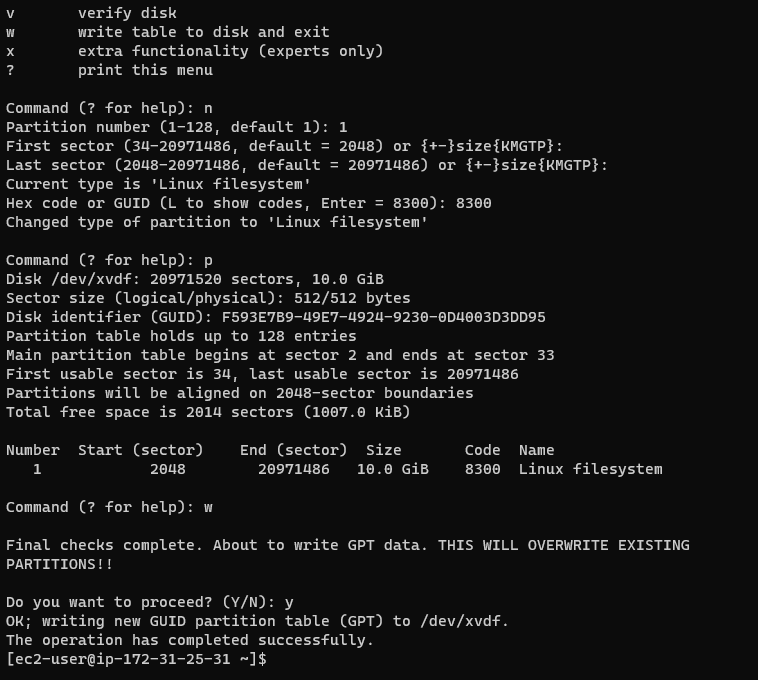 v       verify disk
w       write table to disk and exit
x       extra functionality (experts only)
?       print this menu
Command (? for help): n
Partition number (1-128, default 1): 1
First sector (34-20971486, default = 2048) or {+-}size{KMGTP}:
Last sector (2048-20971486, default = 20971486) or {+-}size{KMGTP}:
Current type is 'Linux filesystem'
Hex code or GUID (L to show codes, Enter = 8300): 8300
Changed type of partition to 'Linux filesystem'
Command (? for help): p
Disk /dev/xvdf: 20971520 sectors, 10.0 GiB
Sector size (logical/physical): 512/512 bytes
Disk identifier (GUID): F593E7B9-49E7-4924-9230-0D4003D3DD95
Partition table holds up to 128 entries
Main partition table begins at sector 2 and ends at sector 33
First usable sector is 34, last usable sector is 20971486
Partitions will be aligned on 2048-sector boundaries
Total free space is 2014 sectors (1007.0 KiB)
Number  Start (sector)    End (sector)  Size       Code  Name
   1            2048        20971486   10.0 GiB    8300  Linux filesystem
Command (? for help): w
Final checks complete. About to write GPT data. THIS WILL OVERWRITE EXISTING
PARTITIONS!!
Do you want to proceed? (Y/N): y
OK; writing new GUID partition table (GPT) to /dev/xvdf.
The operation has completed successfully.
[ec2-user@ip-172-31-25-31 ~]$